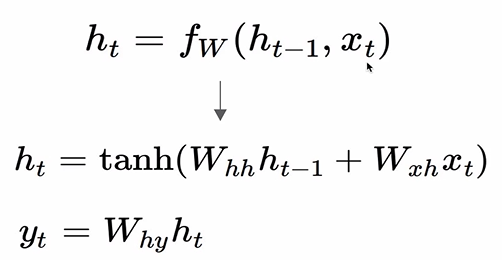 h_t = f_W(h_{t-1}, x_t)
h_t = tanh(W_{hh}h_{t-1} + W_{xh}x_t)
y_t = W_{hy}h_t